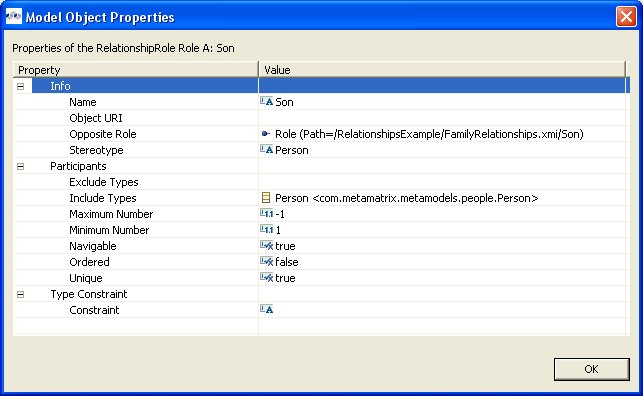 Model Object Properties
Properties of the RelationshipRole Role A: Son
Property Value
Info
Name Son
Object URI
Opposite Role Role (Path=/RelationshipsExample/FamilyRelationships.xmi/Son)
Stereotype Person
Participants
Exclude Types
Include Types Person <com.metamatrix.metamodels.people.Person>
Maximum Number -1
Minimum Number 1
Navigable true
Ordered false
Unique true
Type Constraint
Constraint
OK